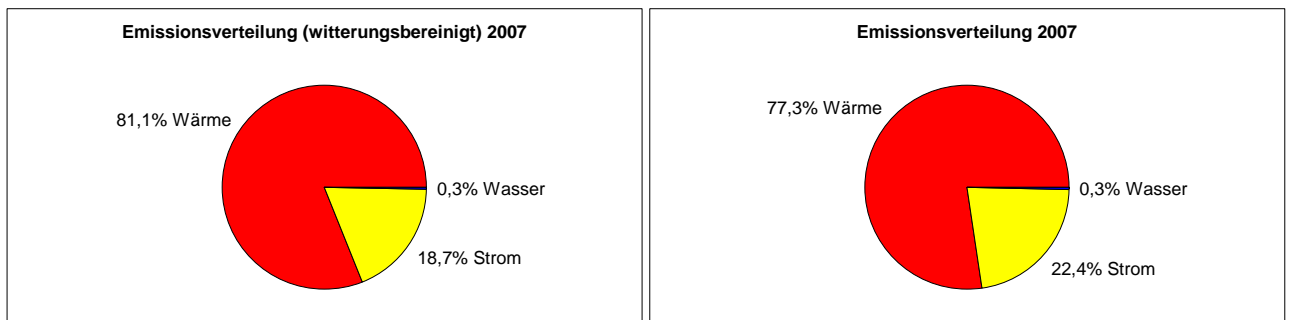 Emissionsverteilung (witterungsbereinigt) 2007
81,1% Wärme
0,3% Wasser
18,7% Strom
Emissionsverteilung 2007
77,3% Wärme
0,3% Wasser
22,4% Strom